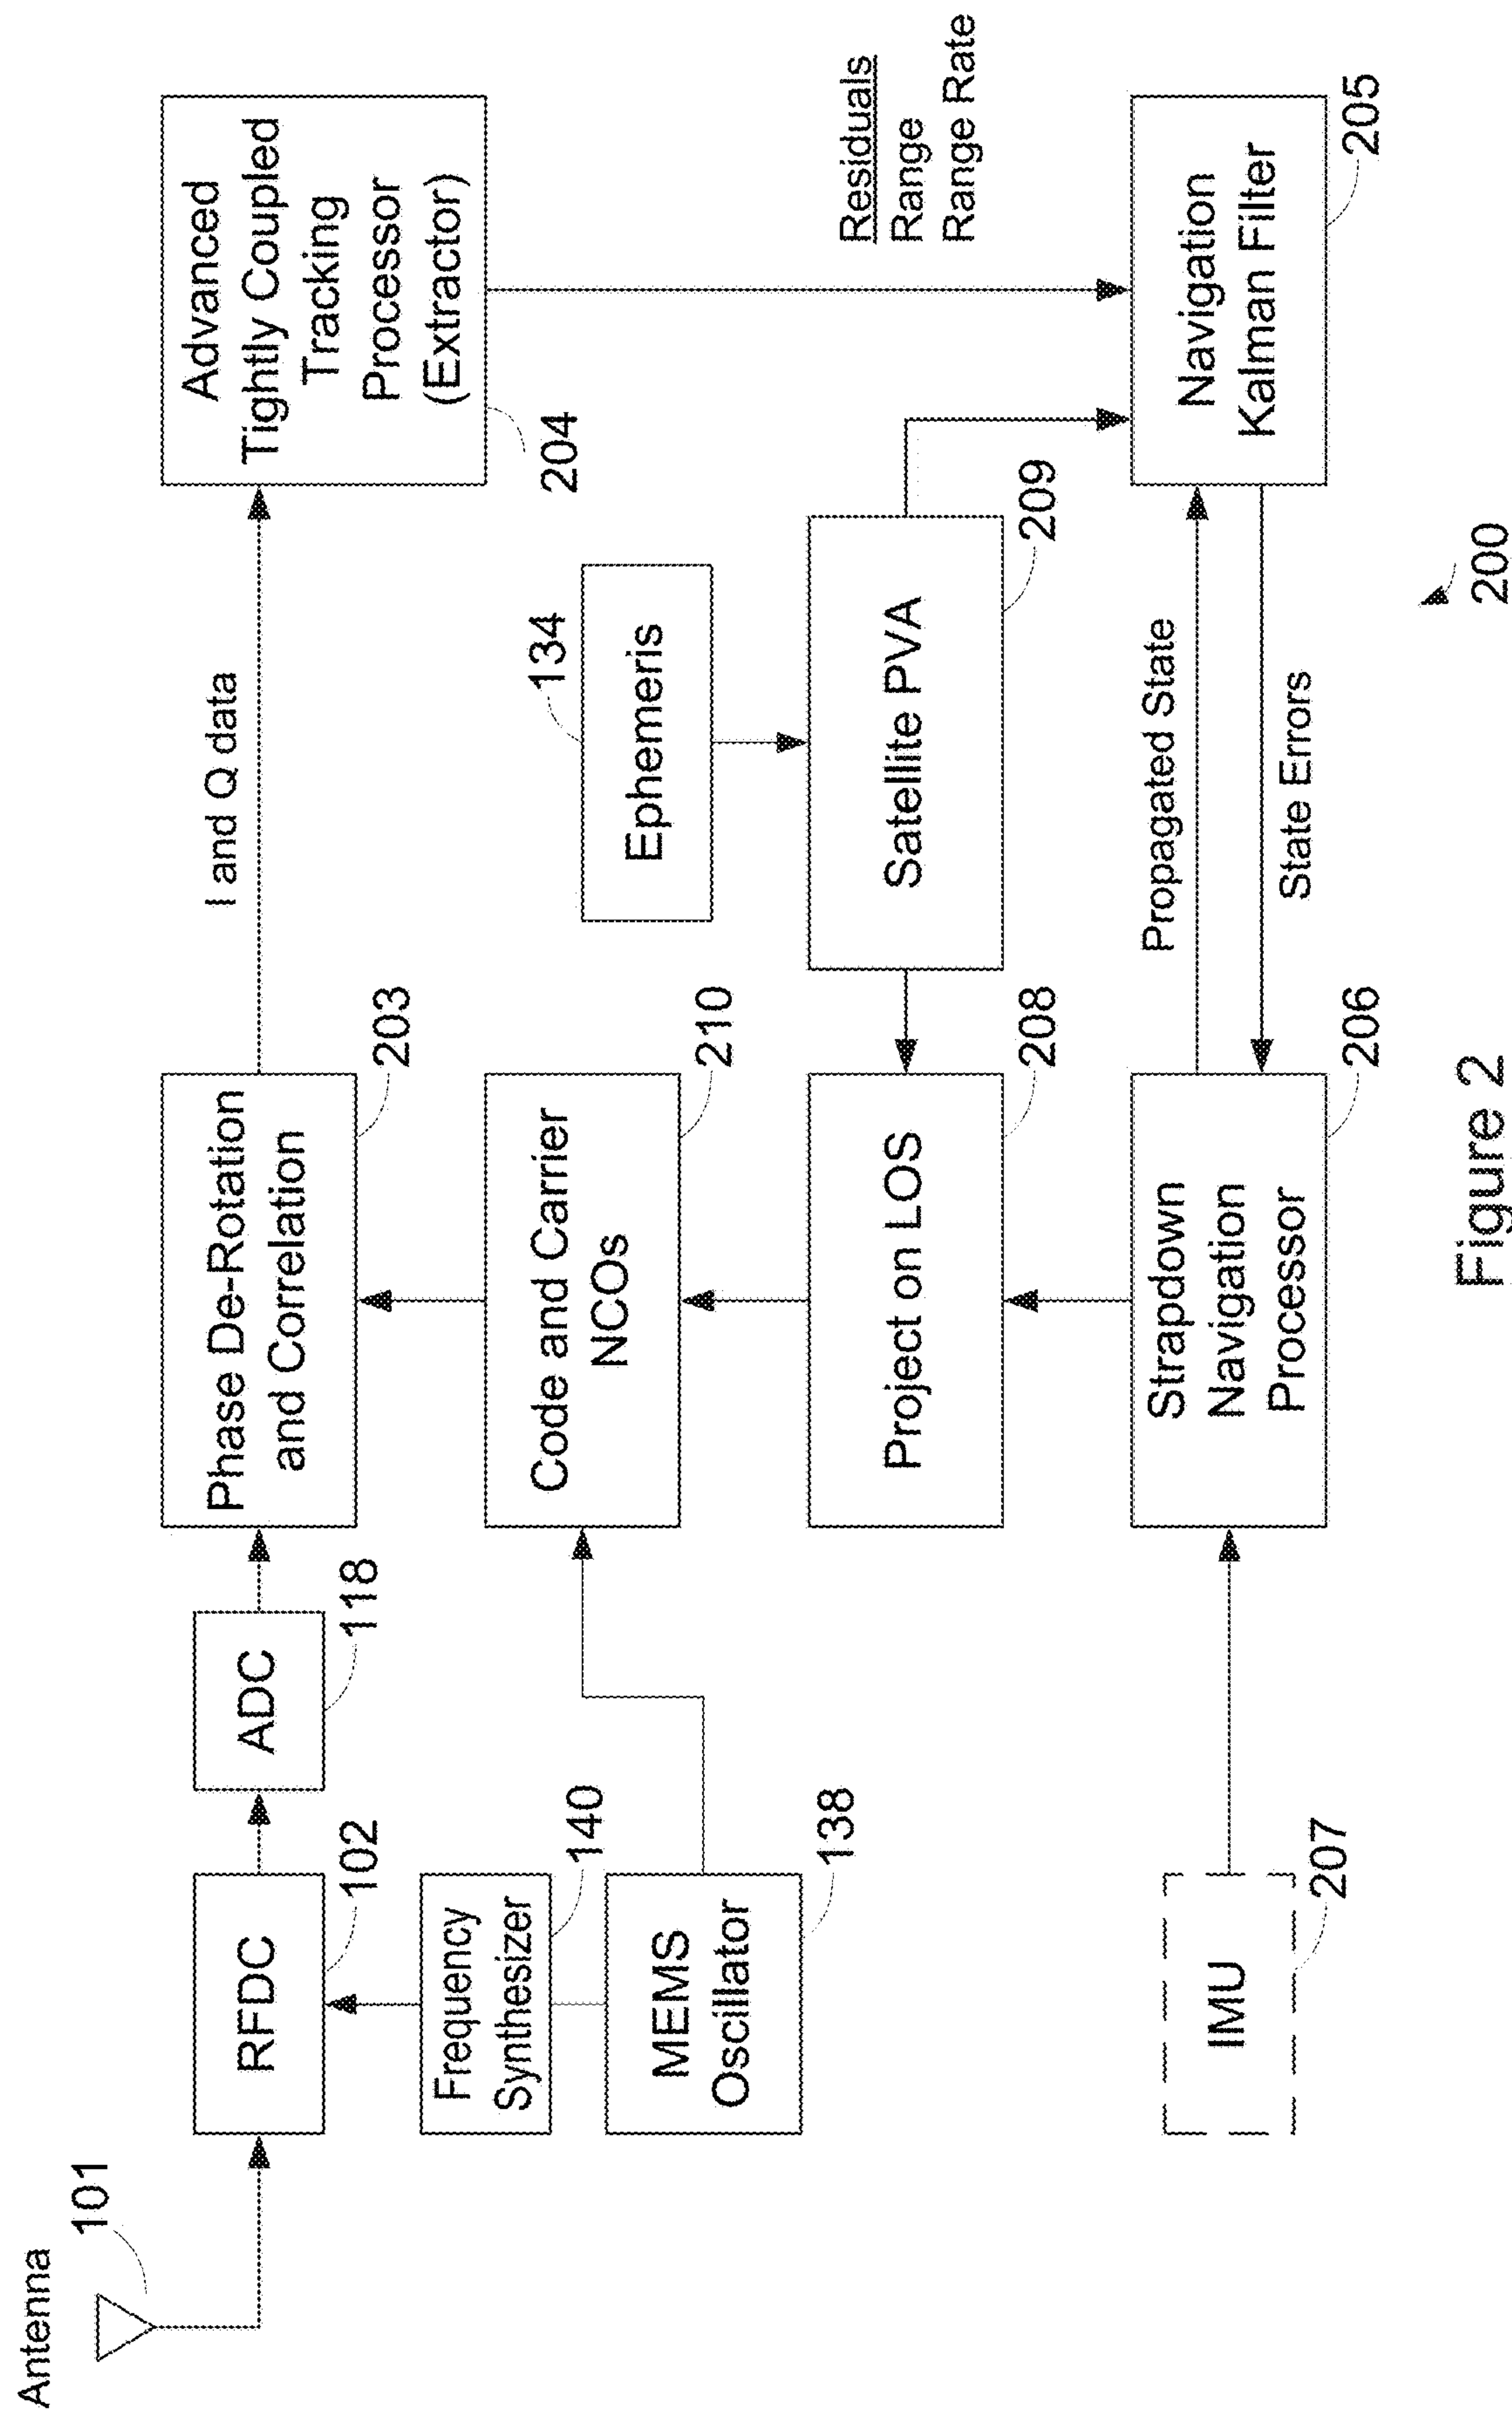 Antenna
101
RFDC
102
ADC
118
Phase De-Rotation
and Correlation
203
I and Q data
Advanced
Tightly Coupled
Tracking
Processor
(Extractor)
204
Frequency
Synthesizer
140
MEMS
Oscillator
138
Code and Carrier
NCOs
210
Ephemeris
134
Project on LOS
208
Satellite PVA
209
Residuals
Range
Range Rate
IMU
207
Strapdown
Navigation
Processor
206
Propagated State
State Errors
Navigation
Kalman Filter
205
200
Figure 2